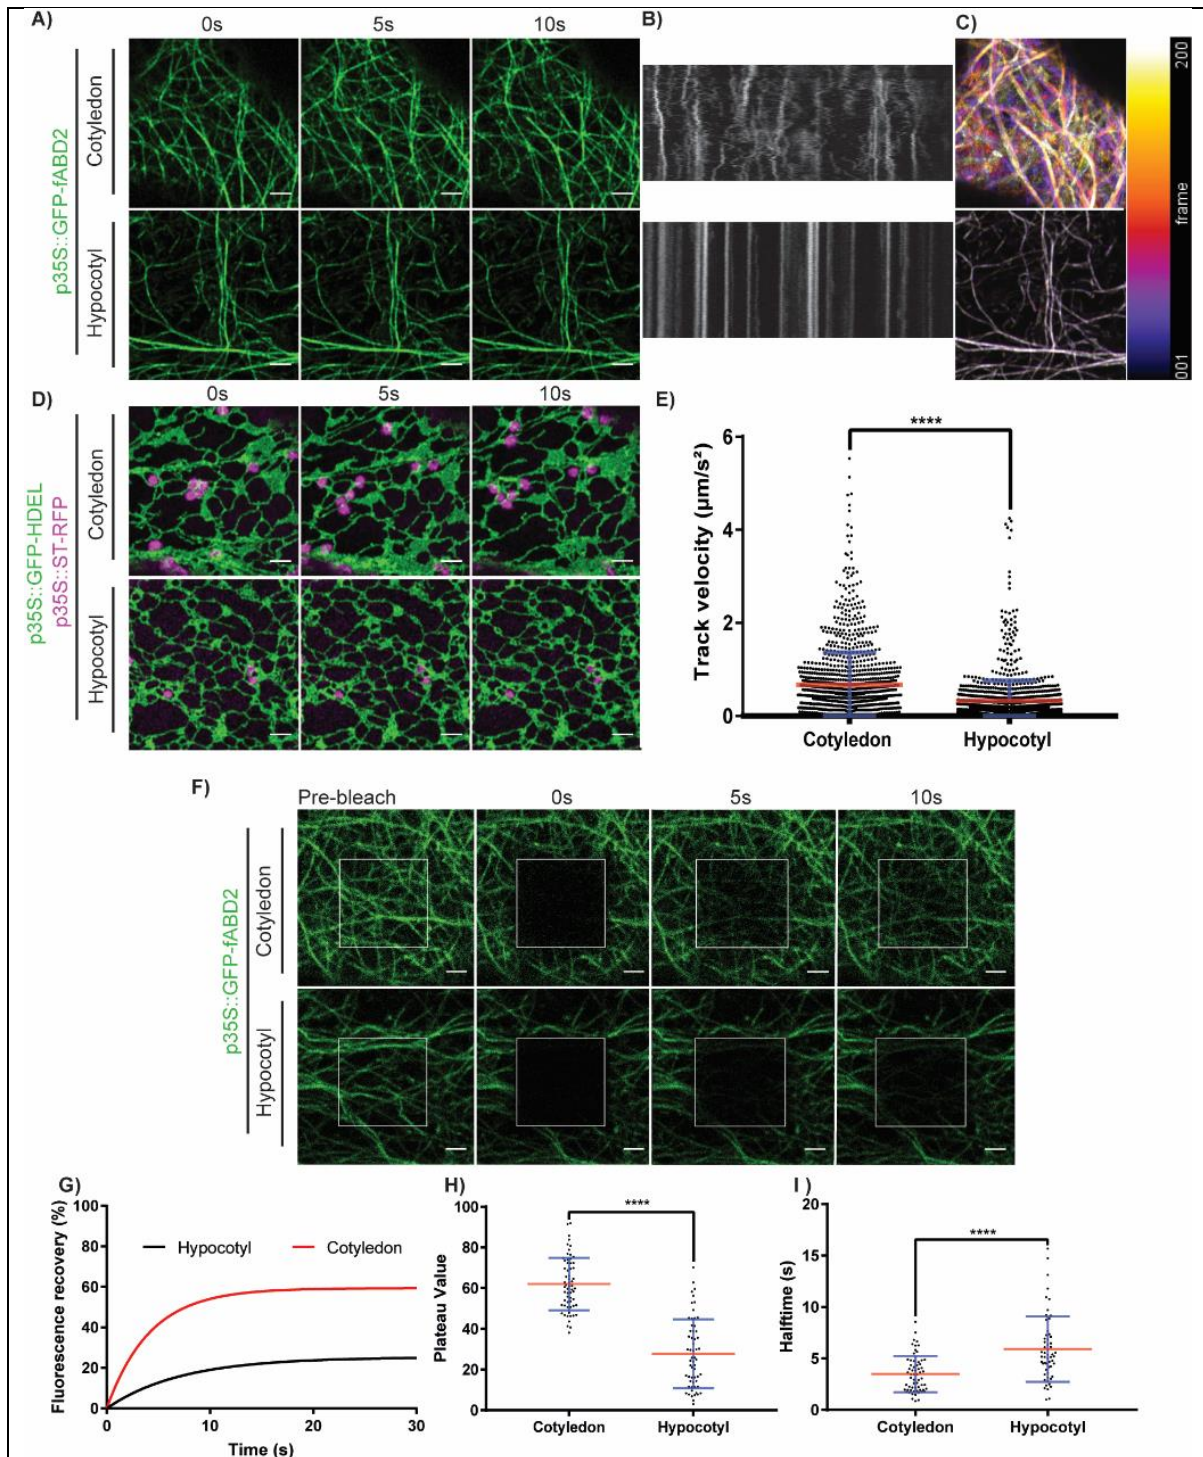 A)
0s
5s
10s
B)
C)
p35S::GFP-fABD2
Cotyledon
Hypocotyl
200
frame
001
D)
0s
5s
10s
p35S::GFP-HDEL
p35S::ST-RFP
Cotyledon
Hypocotyl
E)
****
Track velocity (µm/s²)
6
4
2
0
Cotyledon
Hypocotyl
F)
Pre-bleach
0s
5s
10s
p35S::GFP-fABD2
Cotyledon
Hypocotyl
G)
Fluorescence recovery (%)
100
80
60
40
20
0
Hypocotyl
Cotyledon
0
10
20
30
Time (s)
H)
****
Plateau Value
100
80
60
40
20
0
Cotyledon
Hypocotyl
I )
****
Halftime (s)
20
15
10
5
0
Cotyledon
Hypocotyl